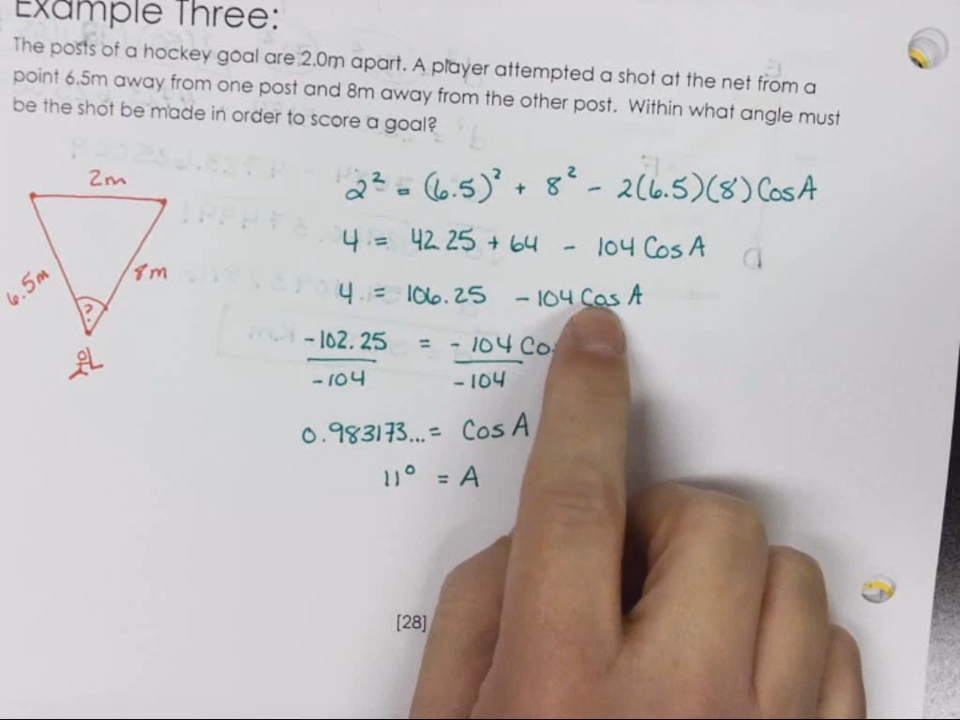 Example Three:
The posts of a hockey goal are 2.0m apart. A player attempted a shot at the net from a
point 6.5m away from one post and 8m away from the other post. Within what angle must
be the shot be made in order to score a goal?
2m
6.5m
8m
?
2² = (6.5)² + 8² - 2(6.5)(8) Cos A
4 = 42.25 + 64 - 104 Cos A
4 = 106.25 - 104 Cos A
-102.25 = -104 Co
-104 -104
0.983173... = Cos A
11° = A
[28]